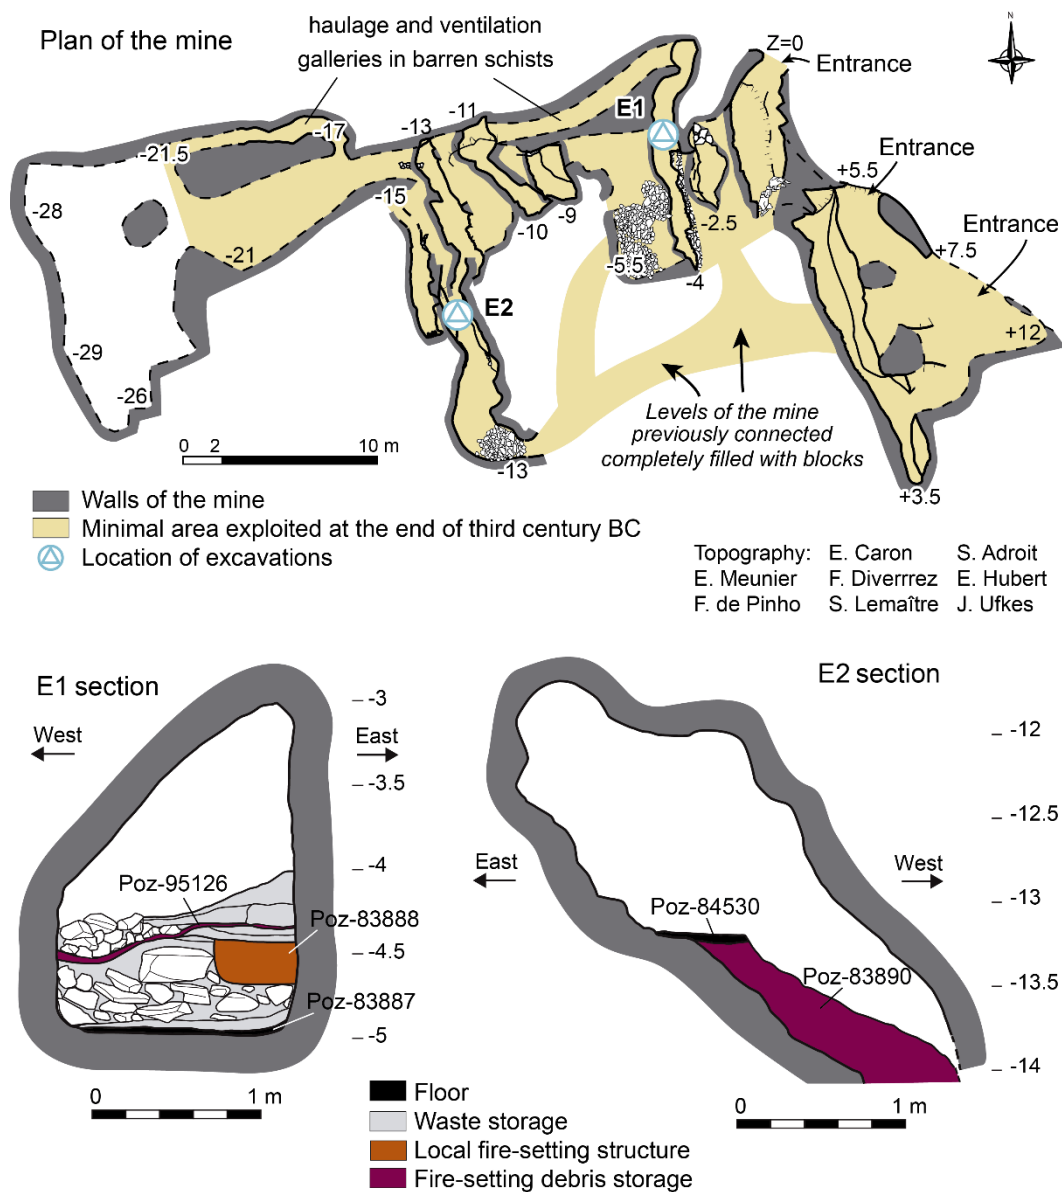 N
haulage and ventilation
galleries in barren schists
Plan of the mine
Z=0
Entrance
E1
-11
-13
-17
-21.5
-15
+5.5
Entrance
-28
-9
-10
-2.5
Entrance
-21
-5.5
-4
+7.5
E2
+12
-29
-26
Levels of the mine
previously connected
completely filled with blocks
0 2 10 m
-13
+3.5
Walls of the mine
Minimal area exploited at the end of third century BC
Location of excavations
Topography: E. Caron S. Adroit
E. Meunier F. Diverrrez E. Hubert
F. de Pinho S. Lemaître J. Ufkes
E1 section
West
East
-3
-3.5
-4
-4.5
-5
Poz-95126
Poz-83888
Poz-83887
0 1 m
E2 section
East
West
-12
-12.5
-13
-13.5
-14
Poz-84530
Poz-83890
0 1 m
Floor
Waste storage
Local fire-setting structure
Fire-setting debris storage